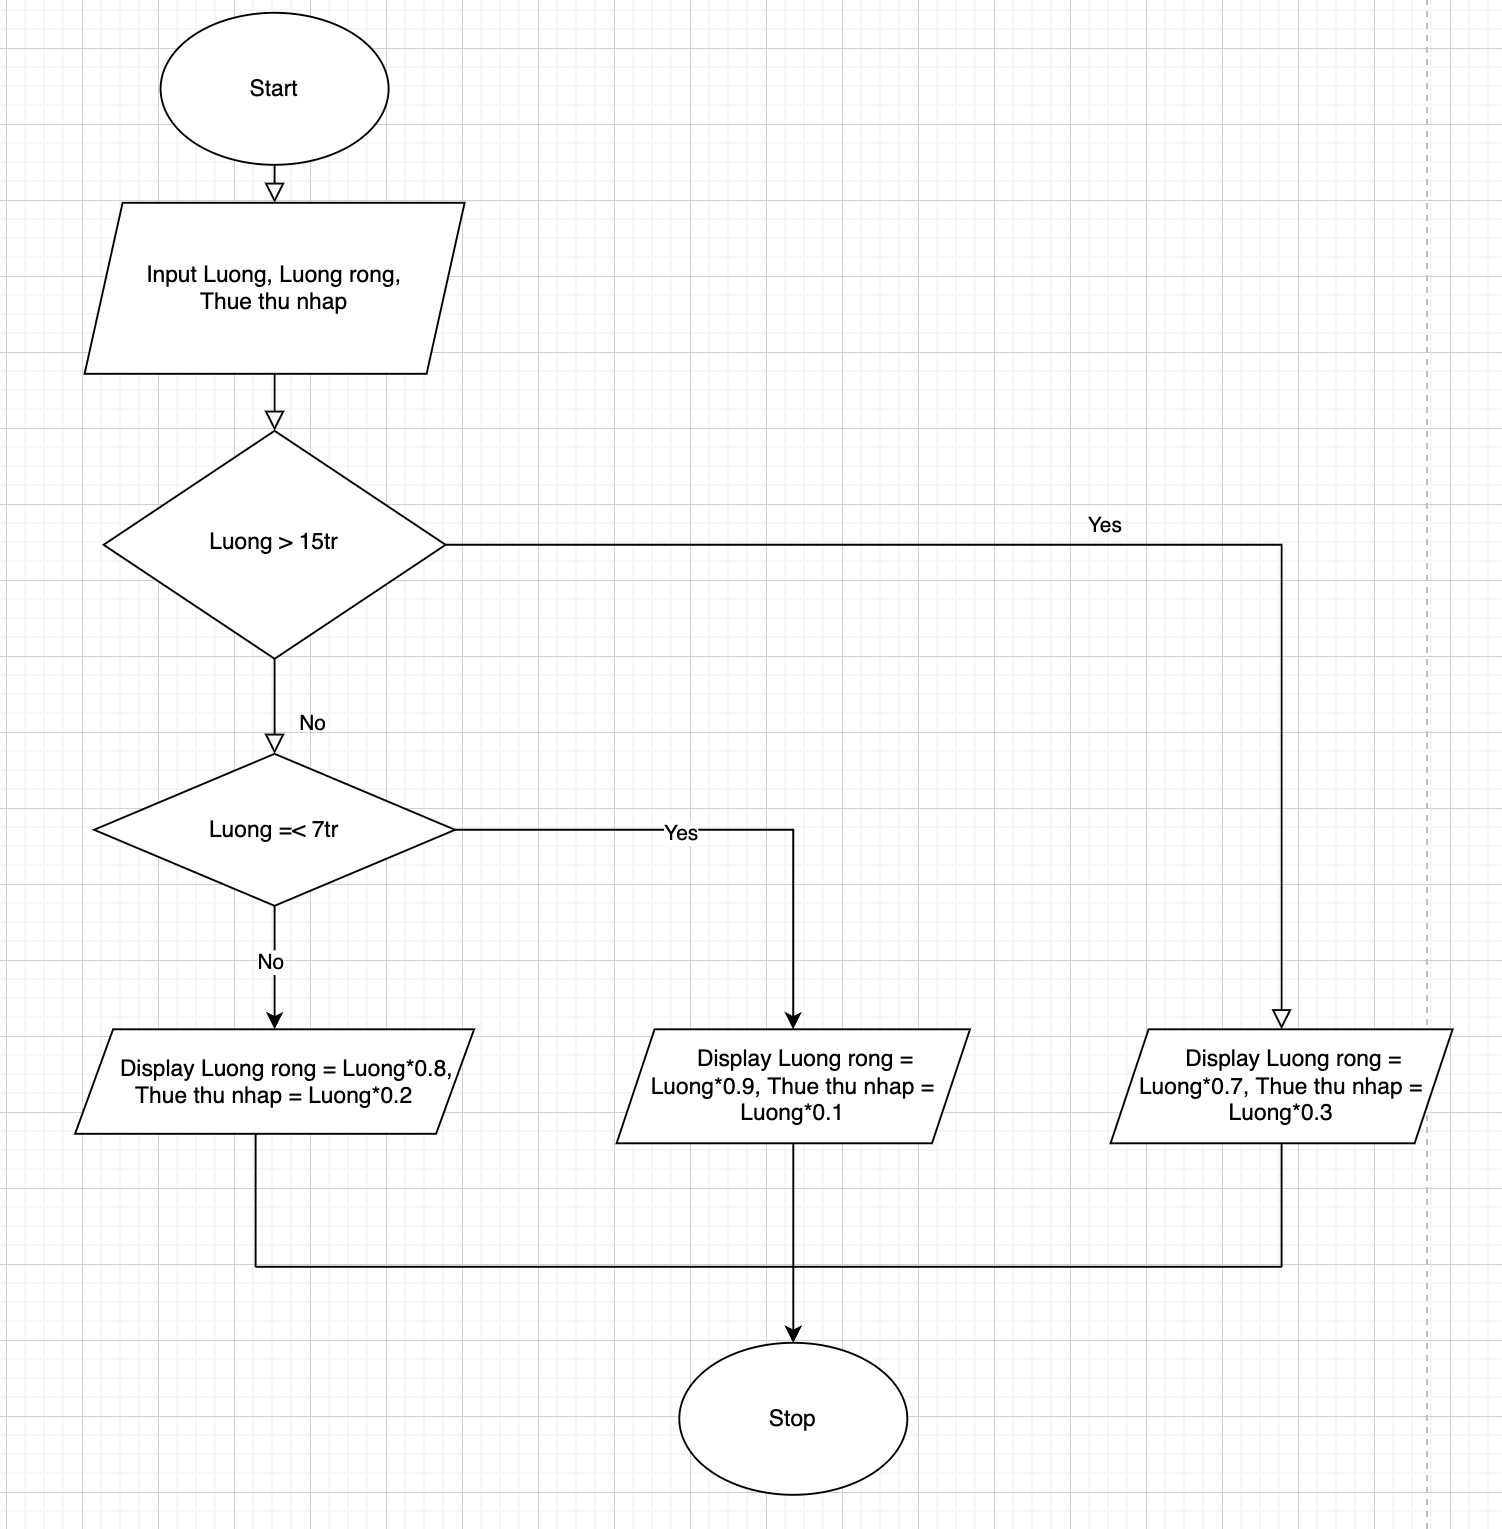 Start
Input Luong, Luong rong,
Thue thu nhap
Luong > 15tr
Yes
No
Luong =< 7tr
Yes
No
Display Luong rong = Luong*0.8,
Thue thu nhap = Luong*0.2
Display Luong rong =
Luong*0.9, Thue thu nhap =
Luong*0.1
Display Luong rong =
Luong*0.7, Thue thu nhap =
Luong*0.3
Stop